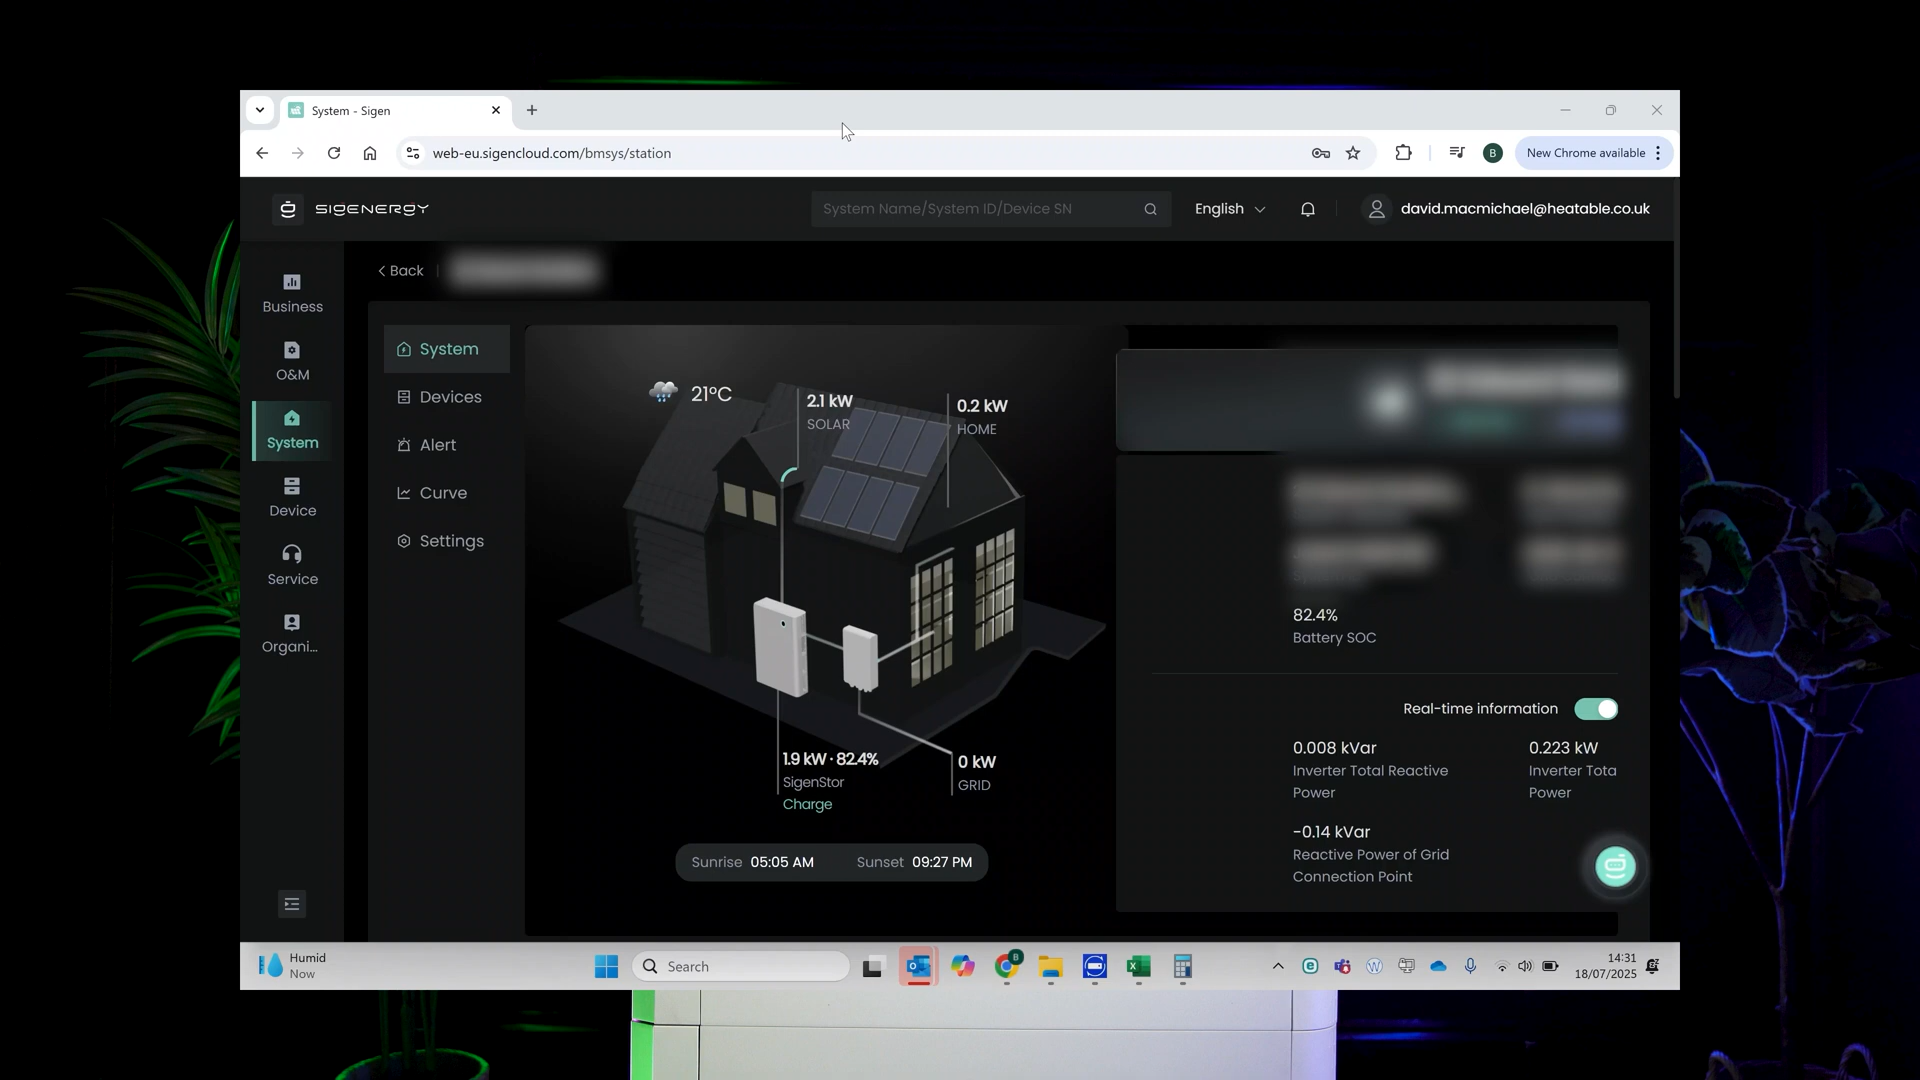 System - Sigen
web-eu.sigencloud.com/bmsys/station
B
New Chrome available
SIGENERGY
System Name/System ID/Device SN
English
david.macmichael@heatable.co.uk
Back
Business
O&M
System
Device
Service
Organi...
System
Devices
Alert
Curve
Settings
21°C
2.1 kW
SOLAR
0.2 kW
HOME
1.9 kW · 82.4%
SigenStor
Charge
0 kW
GRID
Sunrise 05:05 AM Sunset 09:27 PM
82.4%
Battery SOC
Real-time information
0.008 kVar
Inverter Total Reactive
Power
0.223 kW
Inverter Tota
Power
-0.14 kVar
Reactive Power of Grid
Connection Point
Humid
Now
Search
14:31
18/07/2025